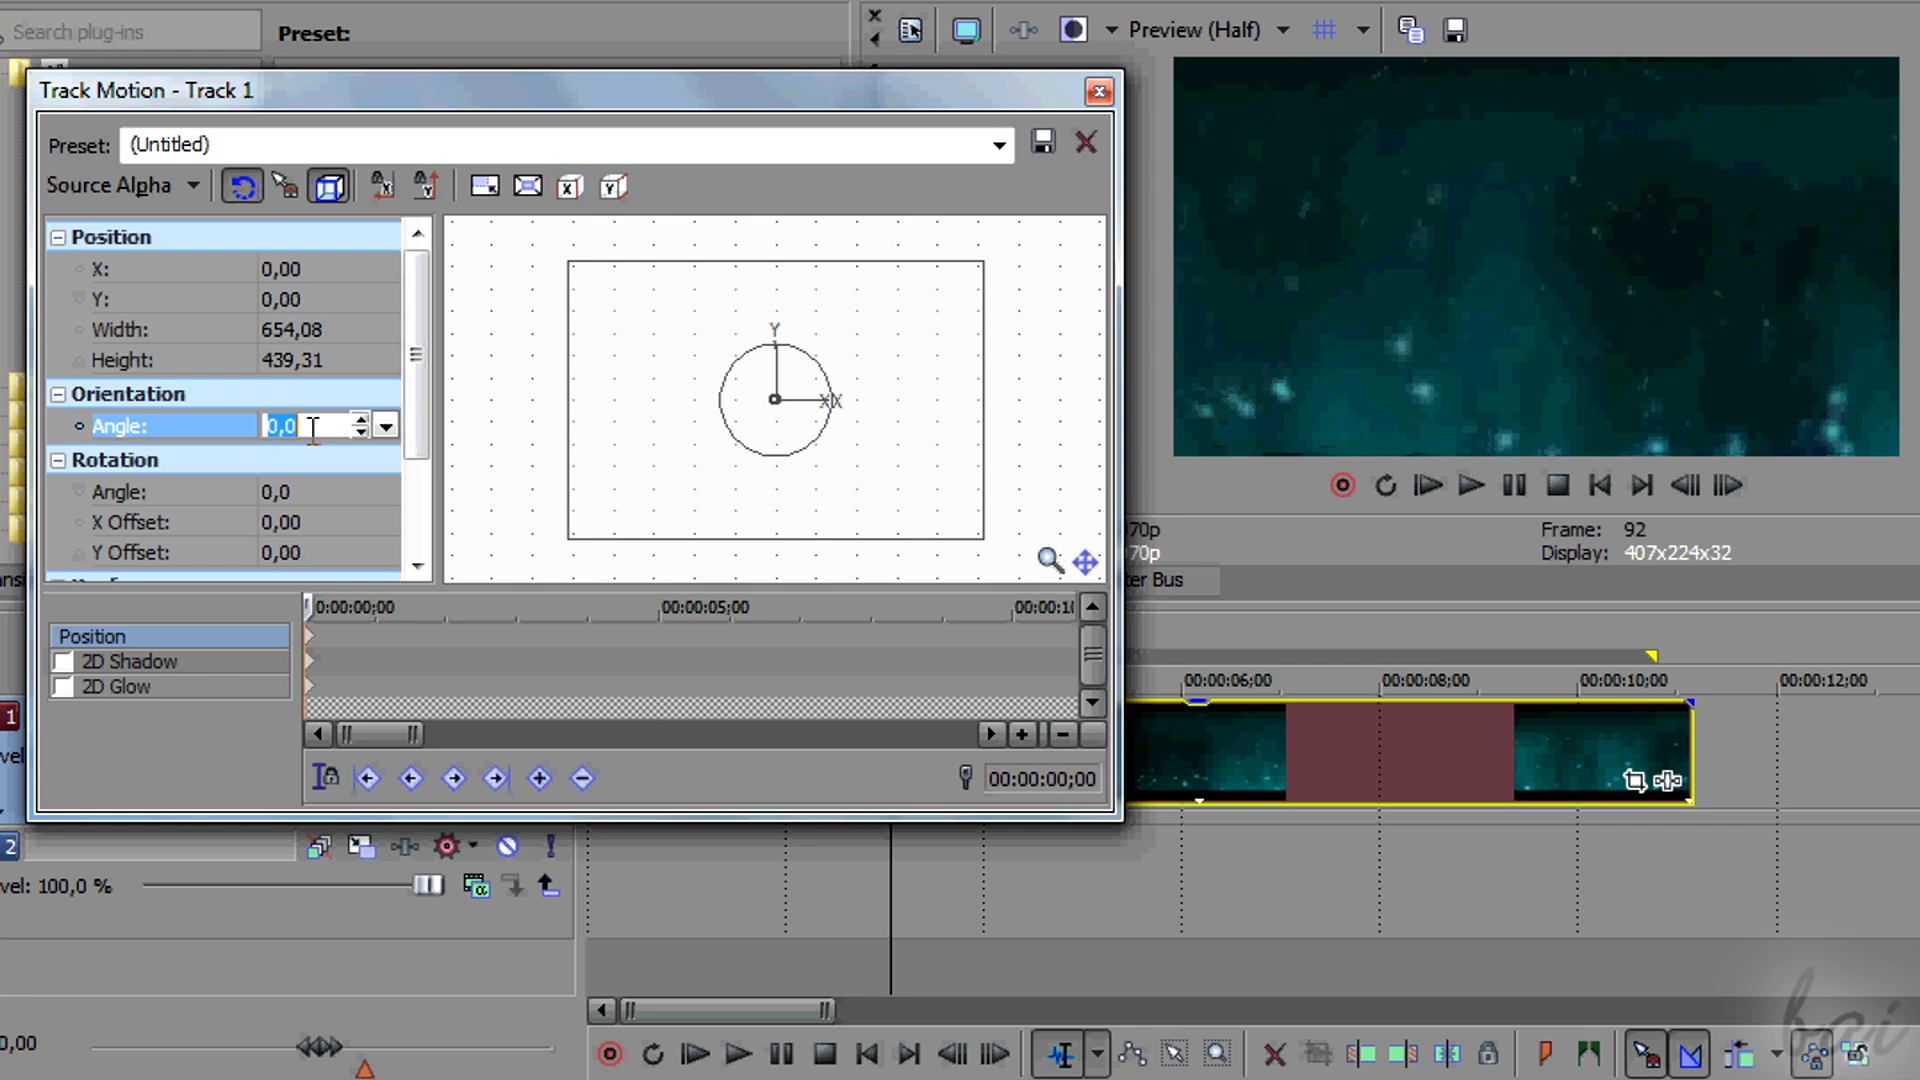 Search plug-ins
Preset:
Preview (Half)
Track Motion - Track 1
Preset: (Untitled)
Source Alpha
Position
X: 0,00
Y: 0,00
Width: 654,08
Height: 439,31
Orientation
Angle: 0,0
Rotation
Angle: 0,0
X Offset: 0,00
Y Offset: 0,00
Y
X X
70p
Frame: 92
70p
Display: 407x224x32
ter Bus
0:00:00;00
00:00:05;00
00:00:10
Position
2D Shadow
2D Glow
00:00:06;00
00:00:08;00
00:00:10;00
00:00:12;00
1
vel
00:00:00;00
2
vel: 100,0 %
0,00
bai